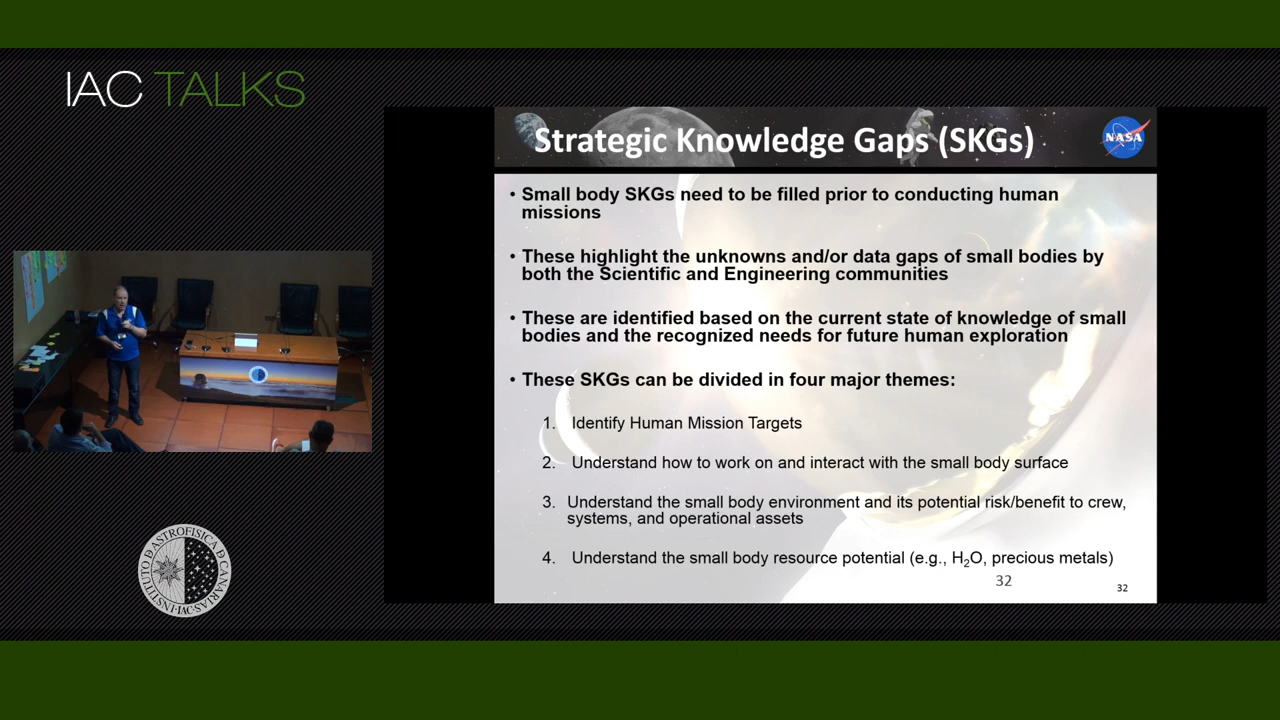 IAC TALKS
Strategic Knowledge Gaps (SKGs)
NASA
• Small body SKGs need to be filled prior to conducting human
missions
• These highlight the unknowns and/or data gaps of small bodies by
both the Scientific and Engineering communities
• These are identified based on the current state of knowledge of small
bodies and the recognized needs for future human exploration
• These SKGs can be divided in four major themes:
1. Identify Human Mission Targets
2. Understand how to work on and interact with the small body surface
3. Understand the small body environment and its potential risk/benefit to crew,
systems, and operational assets
4. Understand the small body resource potential (e.g., H₂O, precious metals)
32
32
INSTITUTO D ASTROFISICA D CANARIAS
·IAC·